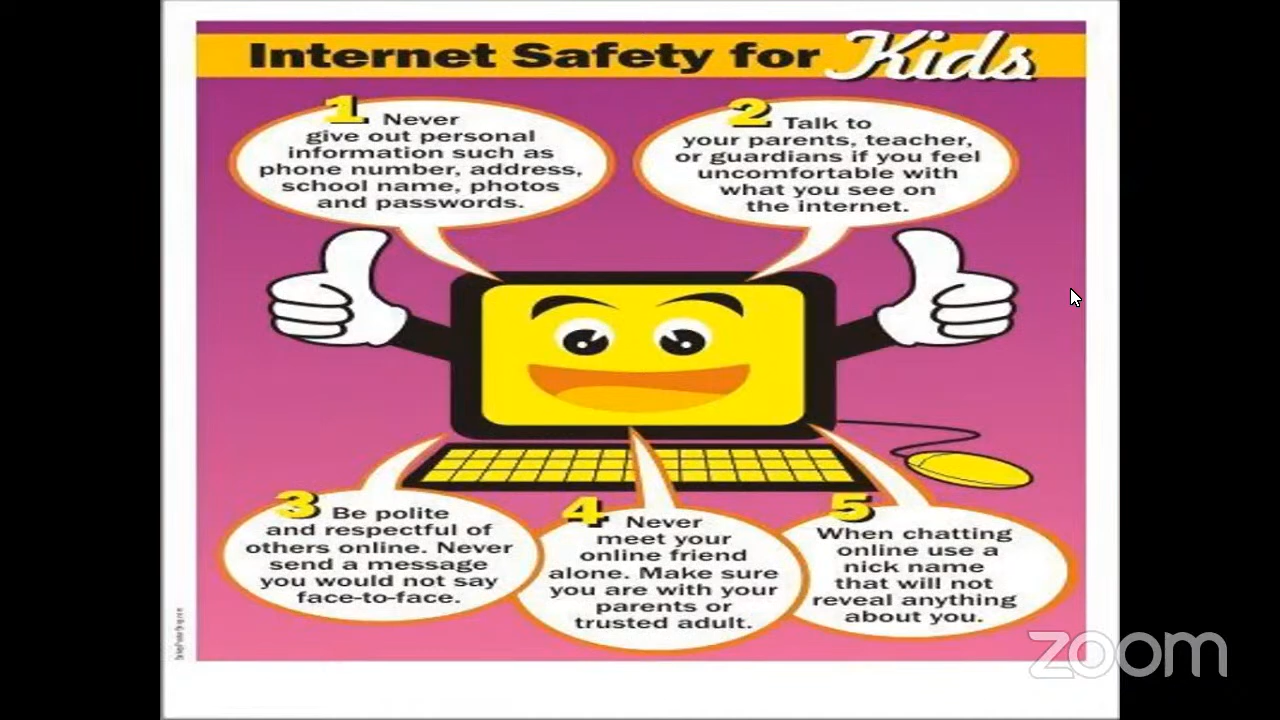 Internet Safety for Kids
1 Never
give out personal
information such as
phone number, address,
school name, photos
and passwords.
2 Talk to
your parents, teacher,
or guardians if you feel
uncomfortable with
what you see on
the internet.
3 Be polite
and respectful of
others online. Never
send a message
you would not say
face-to-face.
4 Never
meet your
online friend
alone. Make sure
you are with your
parents or
trusted adult.
5
When chatting
online use a
nick name
that will not
reveal anything
about you.
zoom